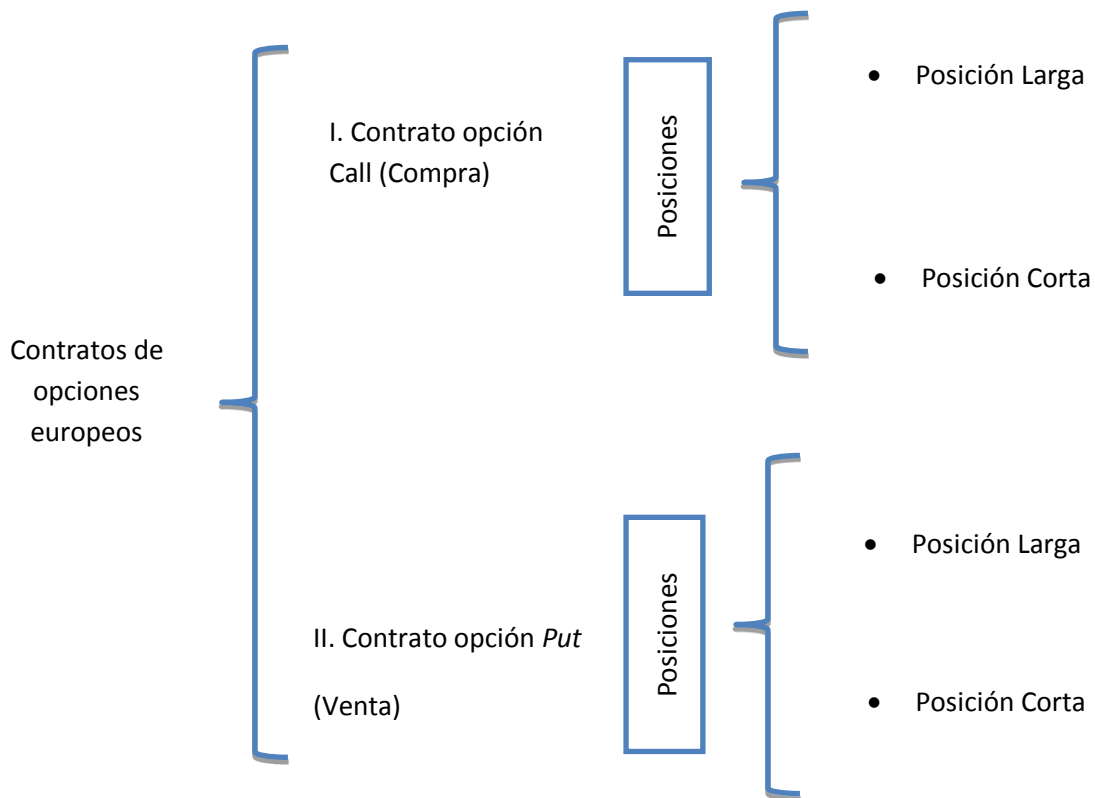 Contratos de
opciones
europeos
I. Contrato opción
Call (Compra)
Posiciones
• Posición Larga
• Posición Corta
II. Contrato opción Put
(Venta)
Posiciones
• Posición Larga
• Posición Corta